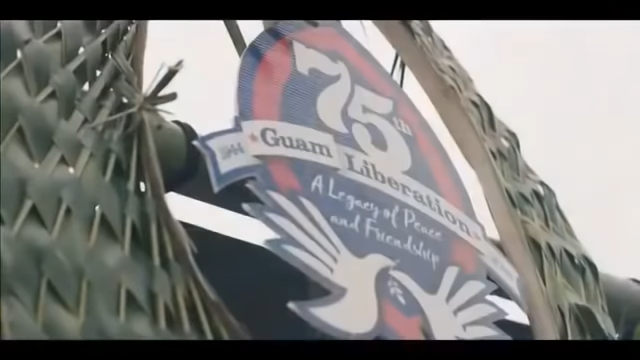 75th
1944 Guam Liberation
A Legacy of Peace
and Friendship